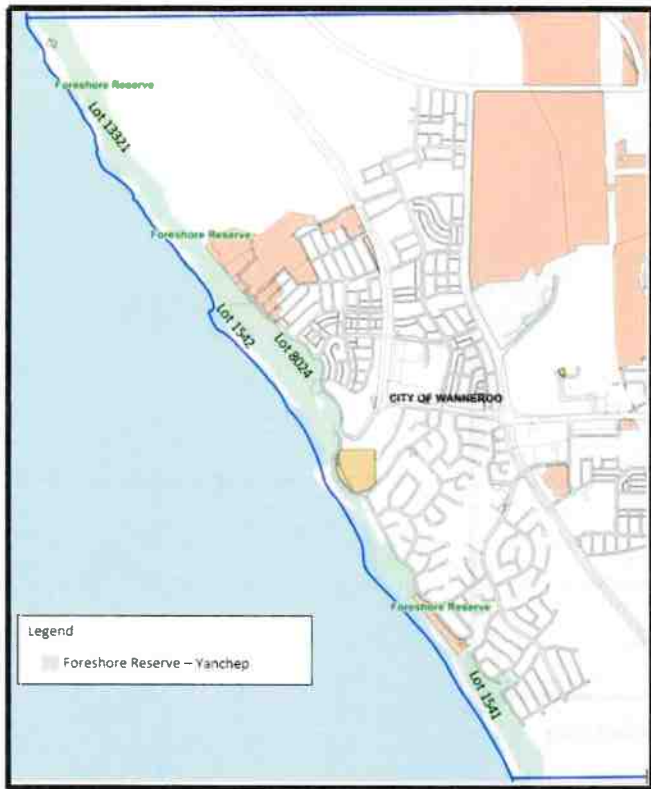 Foreshore Reserve
Lot 13321
Foreshore Reserve
Lot 1542
Lot 8024
CITY OF WANNEROO
Foreshore Reserve
Lot 1541
Legend
Foreshore Reserve – Yanchep